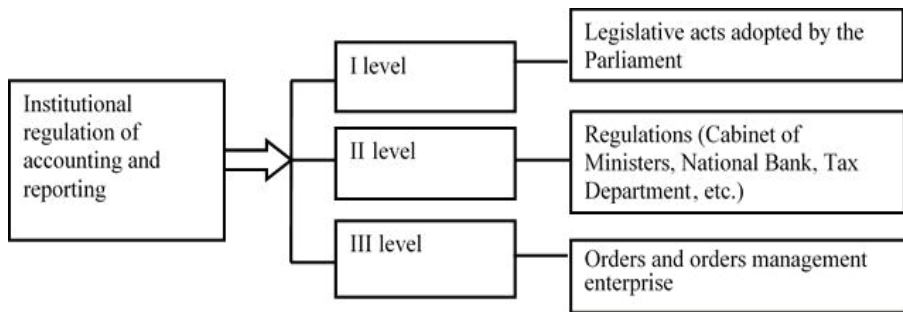 Institutional
regulation of
accounting and
reporting
I level
II level
III level
Legislative acts adopted by the
Parliament
Regulations (Cabinet of
Ministers, National Bank, Tax
Department, etc.)
Orders and orders management
enterprise